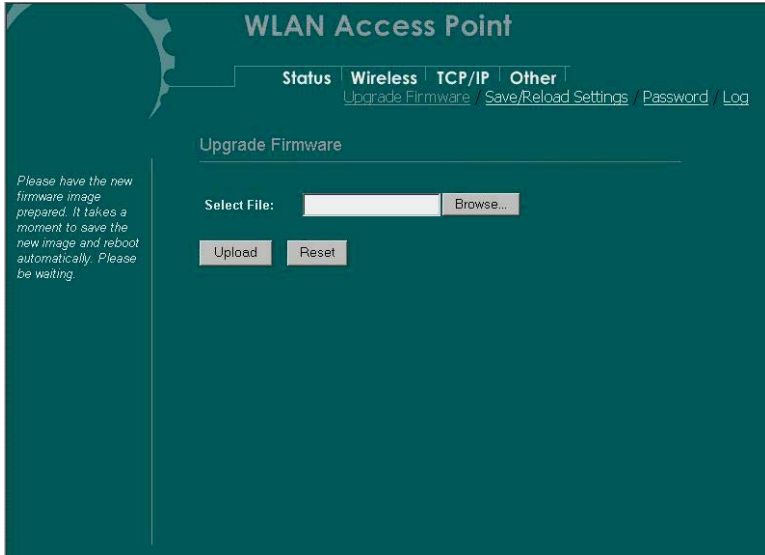 WLAN Access Point
Status Wireless TCP/IP Other
Upgrade Firmware / Save/Reload Settings / Password / Log
Upgrade Firmware
Please have the new
firmware image
prepared. It takes a
moment to save the
new image and reboot
automatically. Please
be waiting.
Select File: Browse...
Upload Reset